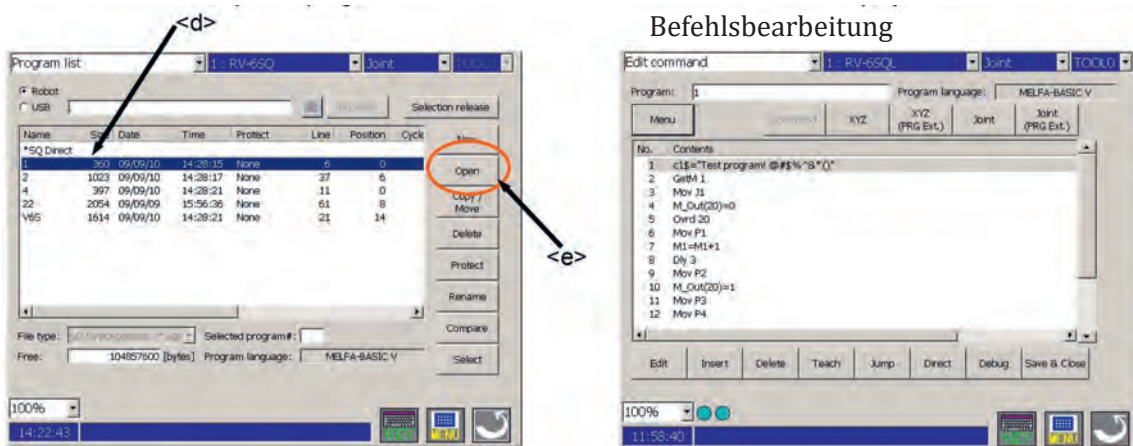 <d>
Befehlsbearbeitung
Program list 1 : RV-6SQ Joint TOOL0
Robot
USB Selection release
Name Size Date Time Protect Line Position Cyck
*SQ Direct
1 360 09/09/10 14:28:15 None 6 0
2 1023 09/09/10 14:28:17 None 37 6
4 397 09/09/10 14:28:21 None 11 0
22 2054 09/09/09 15:56:36 None 61 8
V6S 1614 09/09/10 14:28:21 None 21 14
New
Open
Copy /
Move
Delete
Protect
Rename
Compare
Select
<e>
File type: Selected program#:
Free: 104857600 [bytes] Program language: MELFA-BASIC V
100%
14:22:43 MENU
Edit command 1 : RV-6SQL Joint TOOL0
Program: 1 Program language: MELFA-BASIC V
Menu Command XYZ XYZ
(PRG Ext.) Joint Joint
(PRG Ext.)
No. Contents
1 c1$="Test program! @#$%^&*()"
2 GetM 1
3 Mov J1
4 M_Out(20)=0
5 Ovrd 20
6 Mov P1
7 M1=M1+1
8 Dly 3
9 Mov P2
10 M_Out(20)=1
11 Mov P3
12 Mov P4
Edit Insert Delete Teach Jump Direct Debug Save & Close
100%
11:58:40 MENU